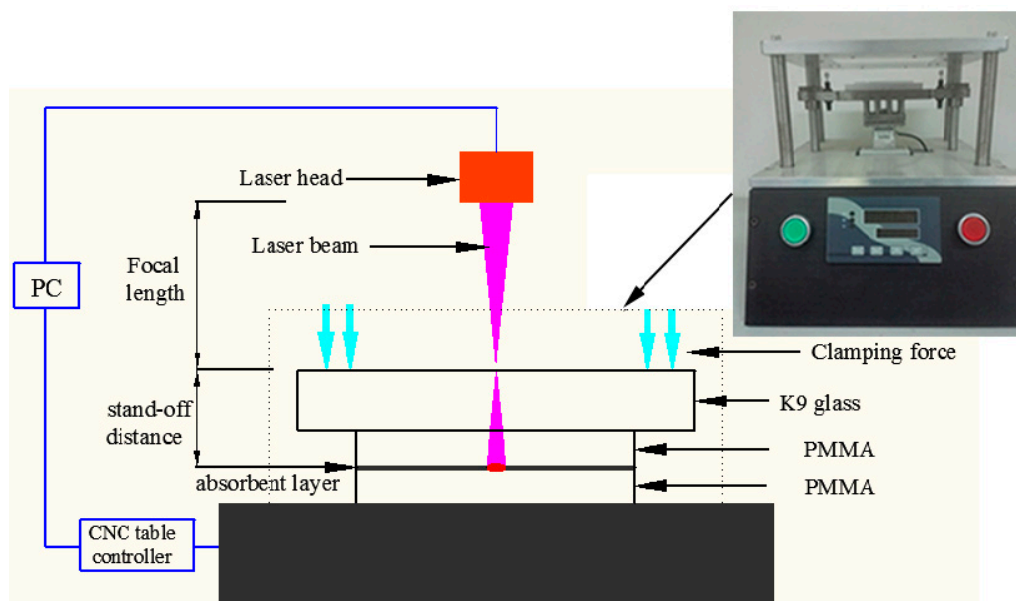 Laser head
Laser beam
Focal
length
PC
Clamping force
K9 glass
stand-off
distance
PMMA
absorbent layer
PMMA
CNC table
controller